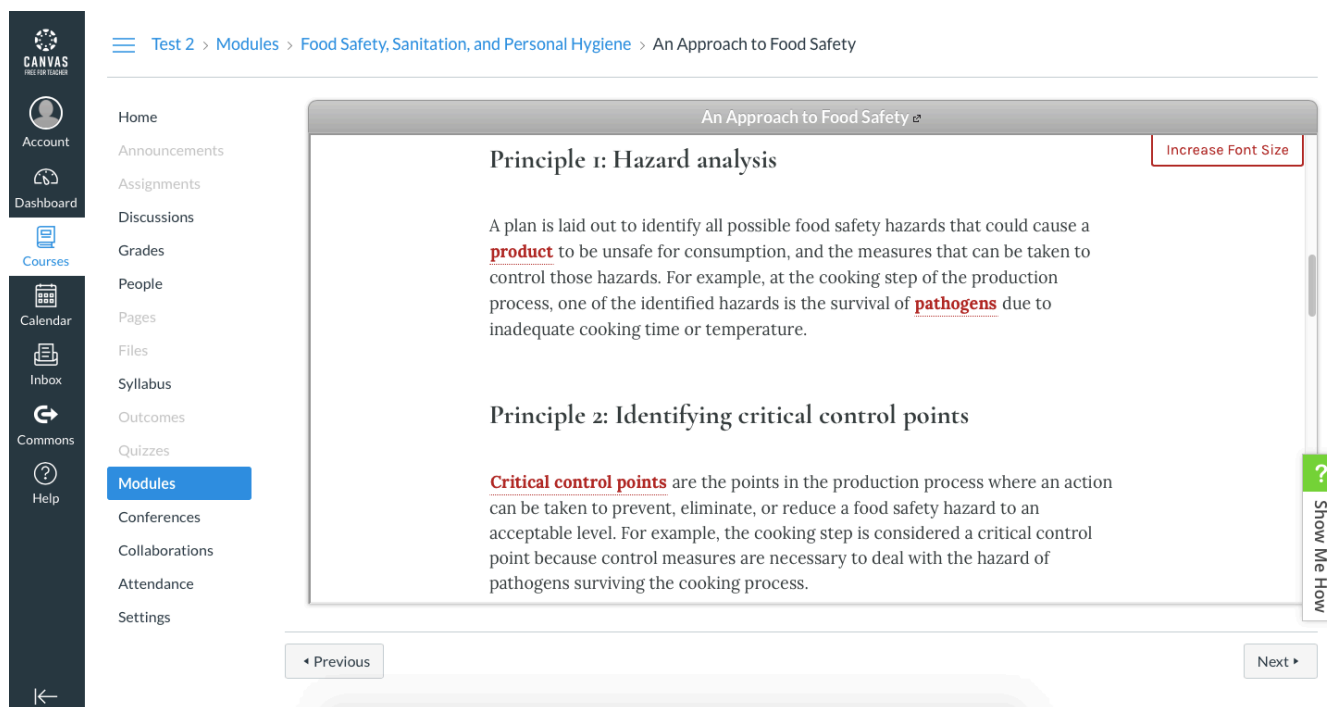 CANVAS
FREE FOR TEACHER
Account
Dashboard
Courses
Calendar
Inbox
Commons
Help
Test 2 > Modules > Food Safety, Sanitation, and Personal Hygiene > An Approach to Food Safety
Home
Announcements
Assignments
Discussions
Grades
People
Pages
Files
Syllabus
Outcomes
Quizzes
Modules
Conferences
Collaborations
Attendance
Settings
An Approach to Food Safety
Increase Font Size
Principle 1: Hazard analysis
A plan is laid out to identify all possible food safety hazards that could cause a
product to be unsafe for consumption, and the measures that can be taken to
control those hazards. For example, at the cooking step of the production
process, one of the identified hazards is the survival of pathogens due to
inadequate cooking time or temperature.
Principle 2: Identifying critical control points
Critical control points are the points in the production process where an action
can be taken to prevent, eliminate, or reduce a food safety hazard to an
acceptable level. For example, the cooking step is considered a critical control
point because control measures are necessary to deal with the hazard of
pathogens surviving the cooking process.
? Show Me How
Previous
Next